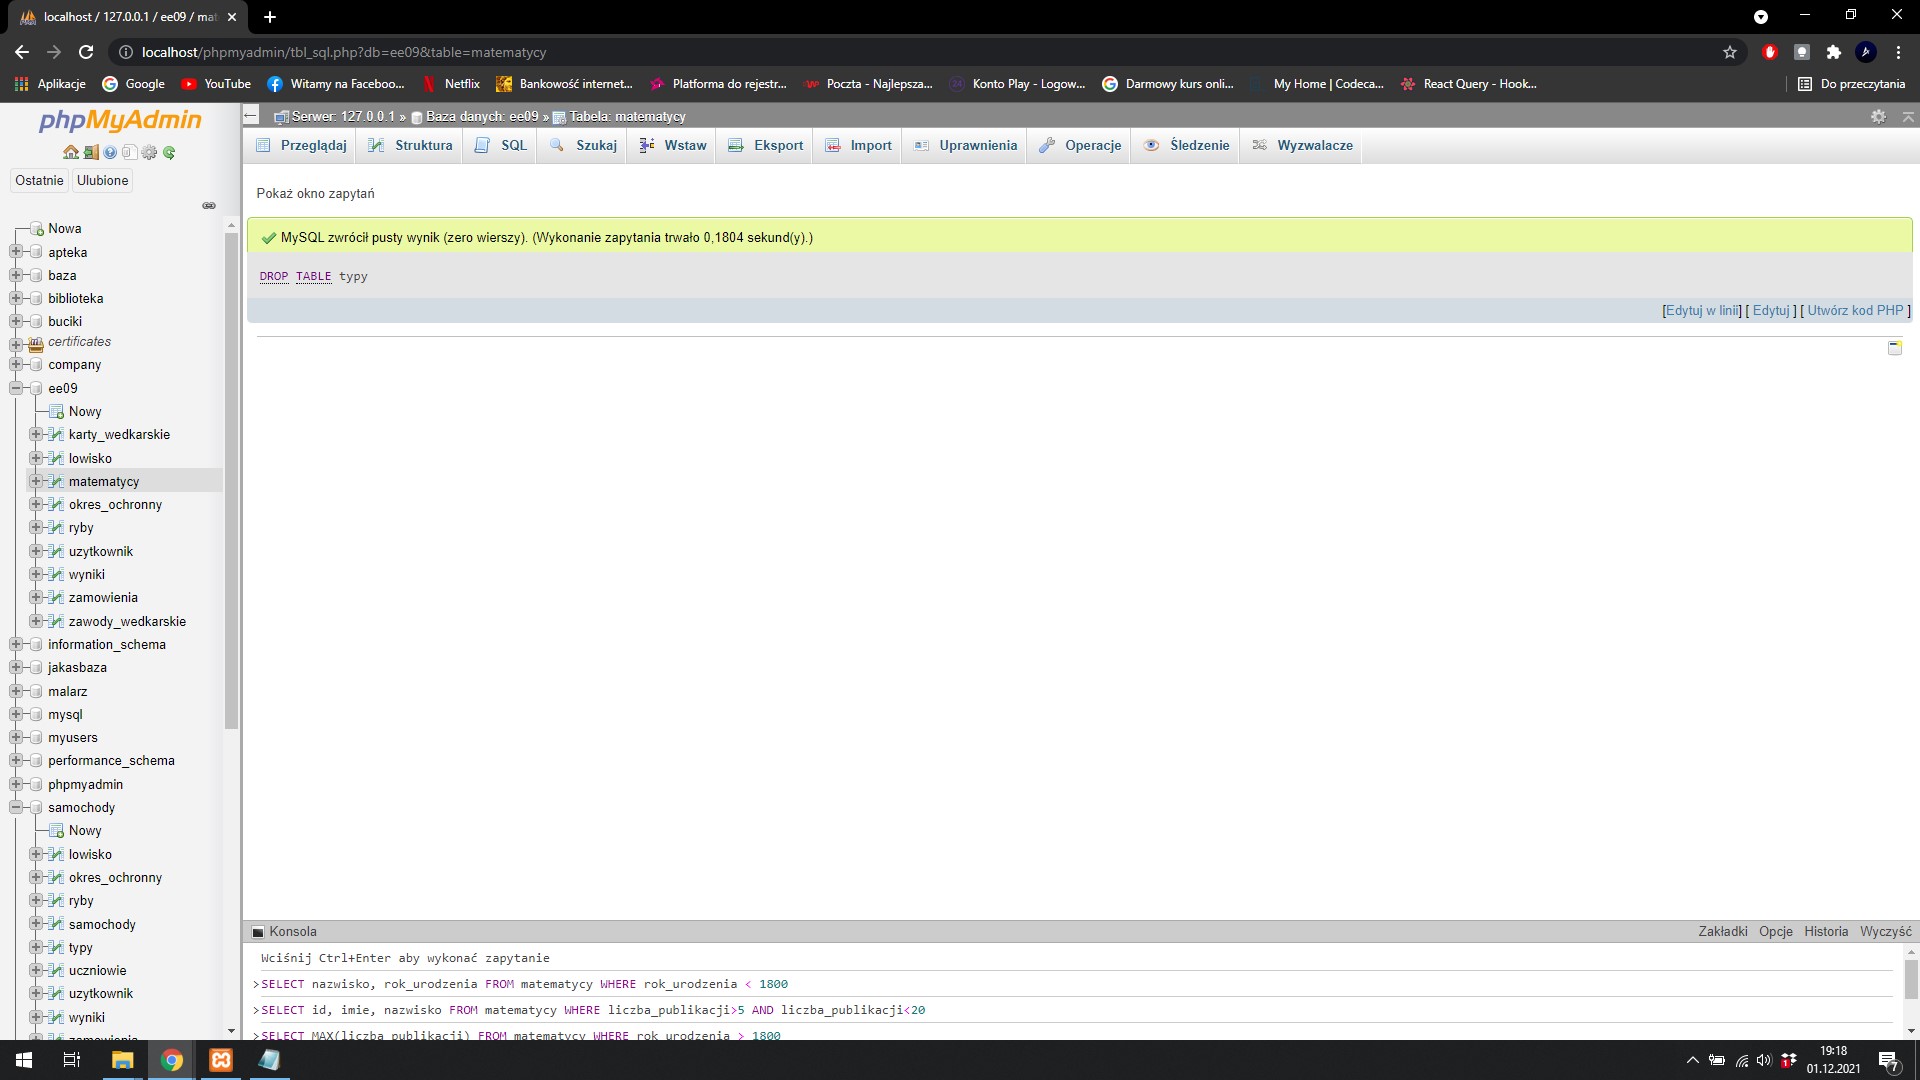 localhost / 127.0.0.1 / ee09 / mat
localhost/phpmyadmin/tbl_sql.php?db=ee09&table=matematycy
Aplikacje Google YouTube Witamy na Faceboo... Netflix Bankowość internet... Platforma do rejestr... Poczta - Najlepsza... Konto Play - Logow... Darmowy kurs onli... My Home | Codeca... React Query - Hook... Do przeczytania
phpMyAdmin
Ostatnie Ulubione
Nowa
apteka
baza
biblioteka
buciki
certificates
company
ee09
Nowy
karty_wedkarskie
lowisko
matematycy
okres_ochronny
ryby
uzytkownik
wyniki
zamowienia
zawody_wedkarskie
information_schema
jakasbaza
malarz
mysql
myusers
performance_schema
phpmyadmin
samochody
Nowy
lowisko
okres_ochronny
ryby
samochody
typy
uczniowie
uzytkownik
wyniki
zamowienia
Serwer: 127.0.0.1 » Baza danych: ee09 » Tabela: matematycy
Przeglądaj Struktura SQL Szukaj Wstaw Eksport Import Uprawnienia Operacje Śledzenie Wyzwalacze
Pokaż okno zapytań
MySQL zwrócił pusty wynik (zero wierszy). (Wykonanie zapytania trwało 0,1804 sekund(y).)
DROP TABLE typy
[Edytuj w linii] [ Edytuj ] [ Utwórz kod PHP ]
Konsola Zakładki Opcje Historia Wyczyść
Wciśnij Ctrl+Enter aby wykonać zapytanie
>SELECT nazwisko, rok_urodzenia FROM matematycy WHERE rok_urodzenia < 1800
>SELECT id, imie, nazwisko FROM matematycy WHERE liczba_publikacji>5 AND liczba_publikacji<20
>SELECT MAX(liczba_publikacji) FROM matematycy WHERE rok_urodzenia > 1800
19:18
01.12.2021
7